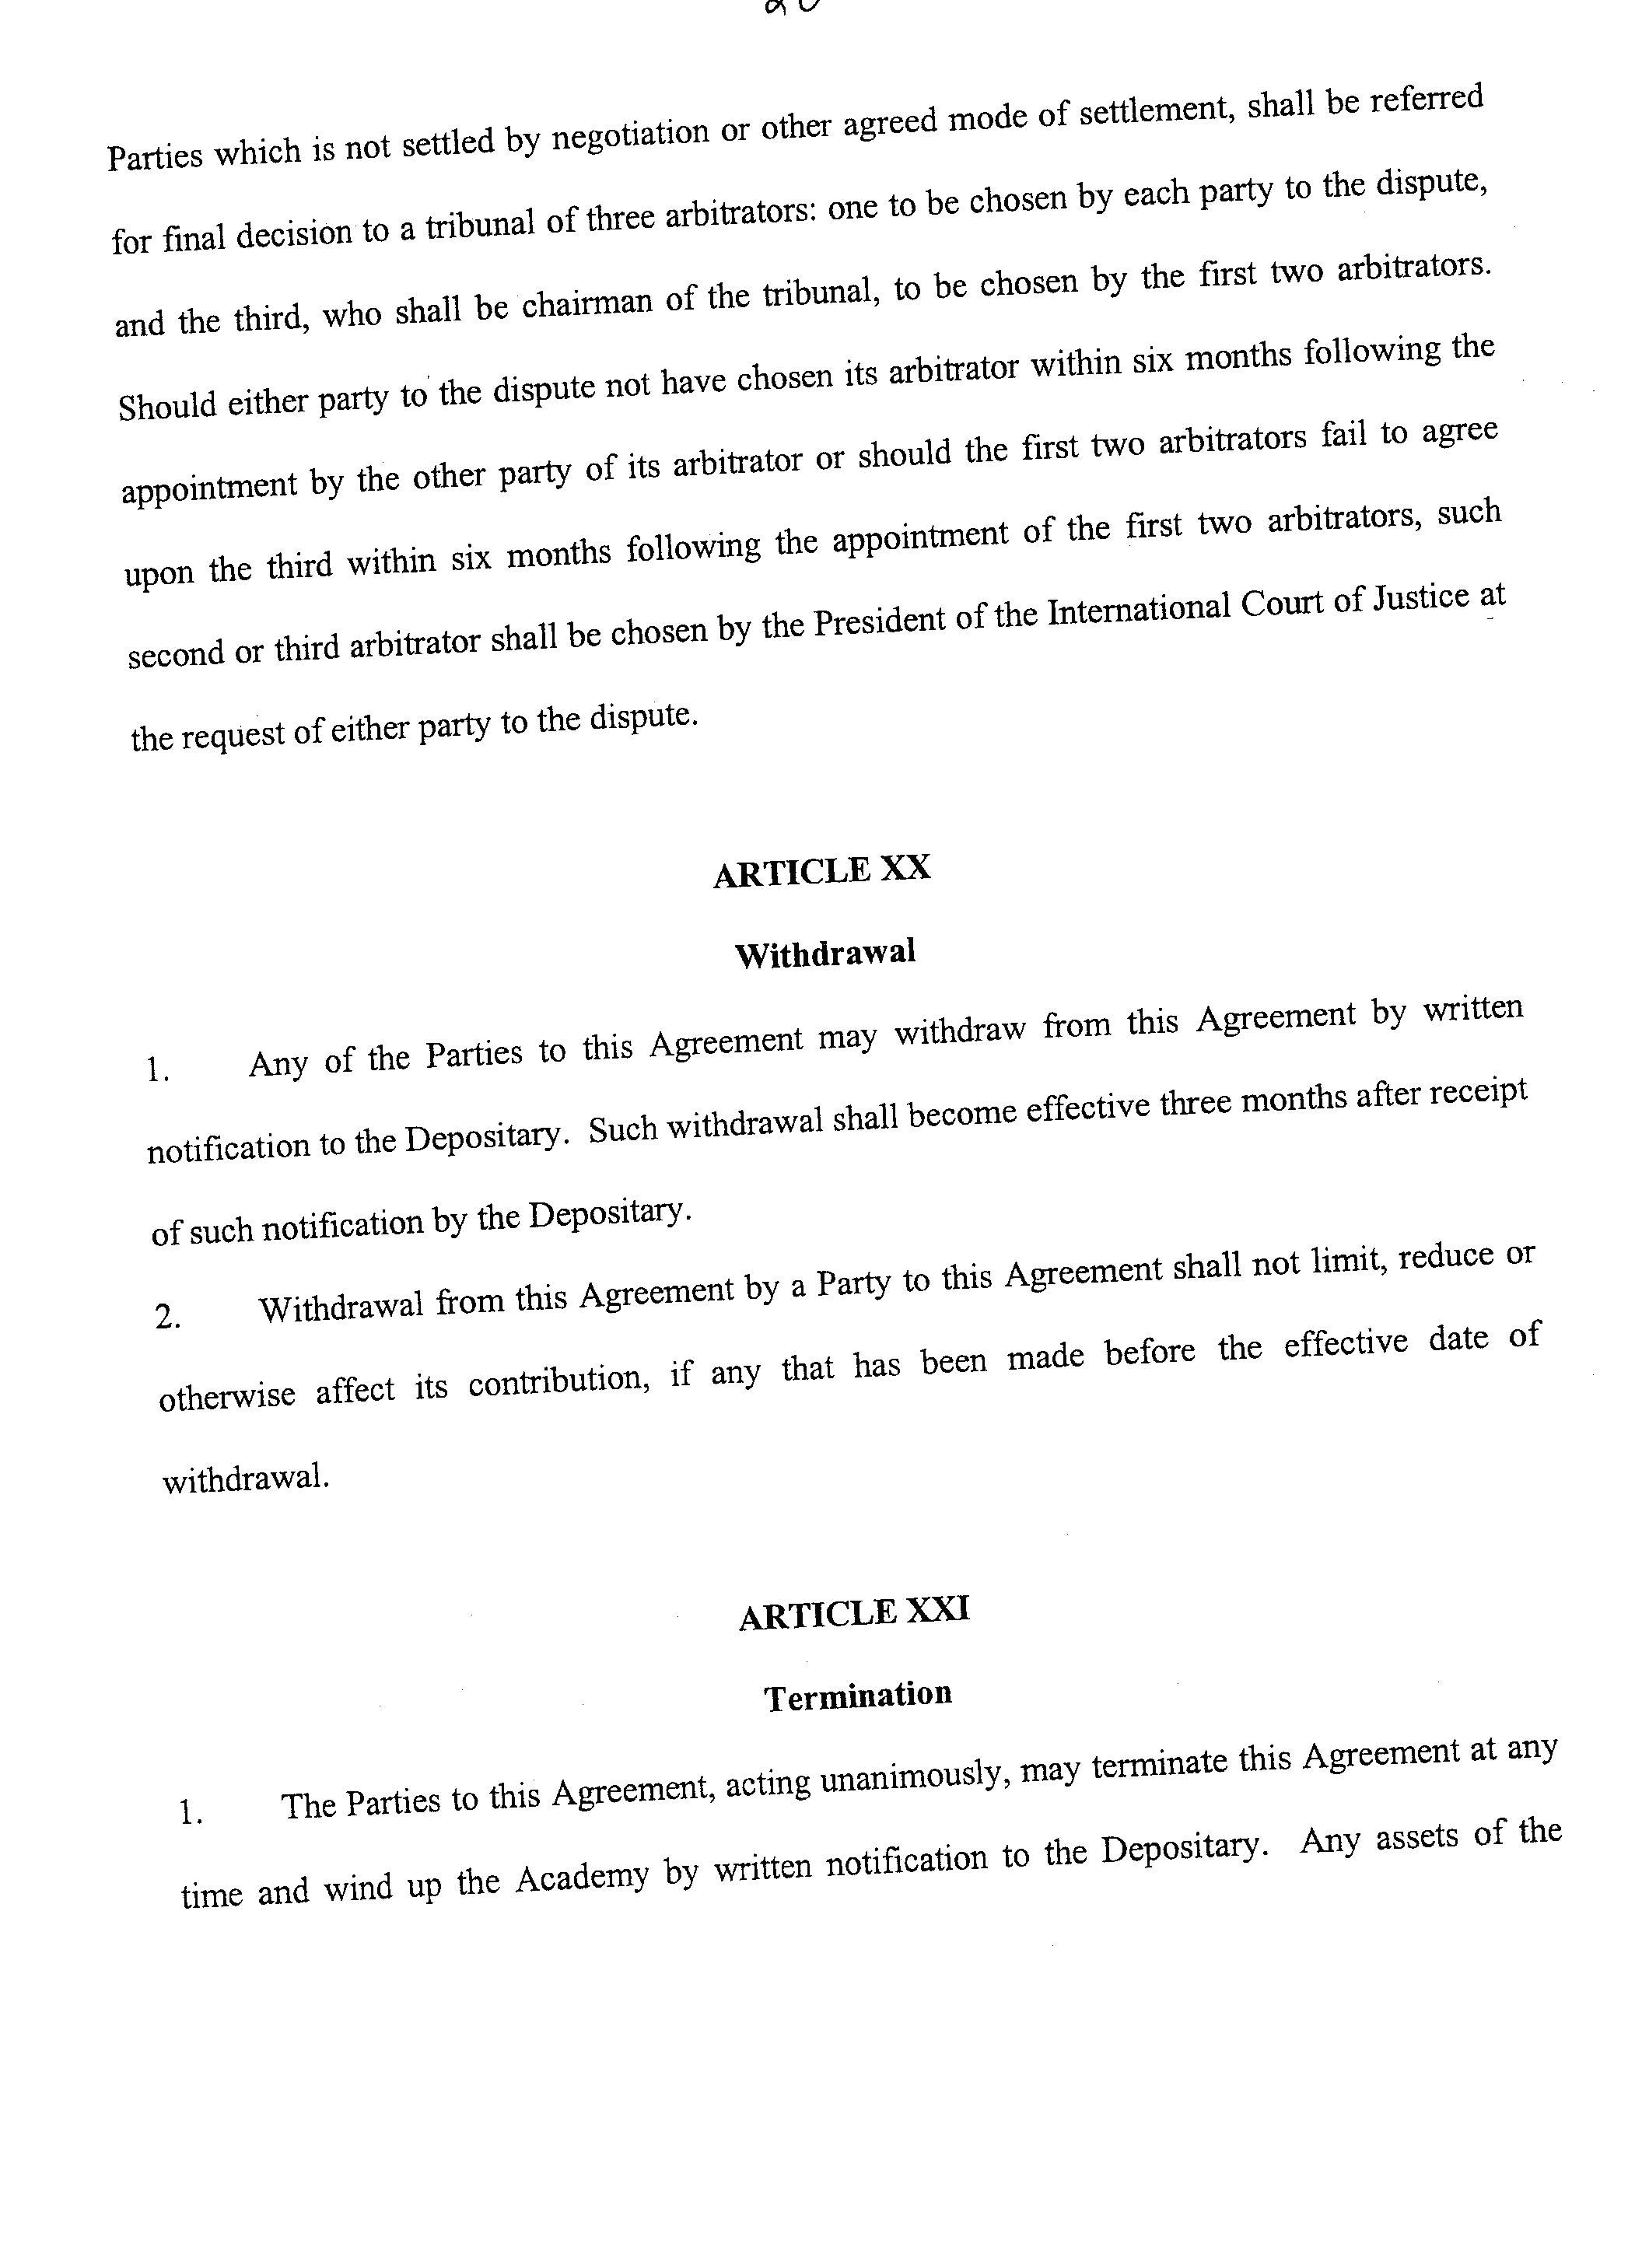 Parties which is not settled by negotiation or other agreed mode of settlement, shall be referred
for final decision to a tribunal of three arbitrators: one to be chosen by each party to the dispute,
and the third, who shall be chairman of the tribunal, to be chosen by the first two arbitrators.
Should either party to the dispute not have chosen its arbitrator within six months following the
appointment by the other party of its arbitrator or should the first two arbitrators fail to agree
upon the third within six months following the appointment of the first two arbitrators, such
second or third arbitrator shall be chosen by the President of the International Court of Justice at
the request of either party to the dispute.
ARTICLE XX
Withdrawal
1. Any of the Parties to this Agreement may withdraw from this Agreement by written
notification to the Depositary. Such withdrawal shall become effective three months after receipt
of such notification by the Depositary.
2. Withdrawal from this Agreement by a Party to this Agreement shall not limit, reduce or
otherwise affect its contribution, if any that has been made before the effective date of
withdrawal.
ARTICLE XXI
Termination
1. The Parties to this Agreement, acting unanimously, may terminate this Agreement at any
time and wind up the Academy by written notification to the Depositary. Any assets of the